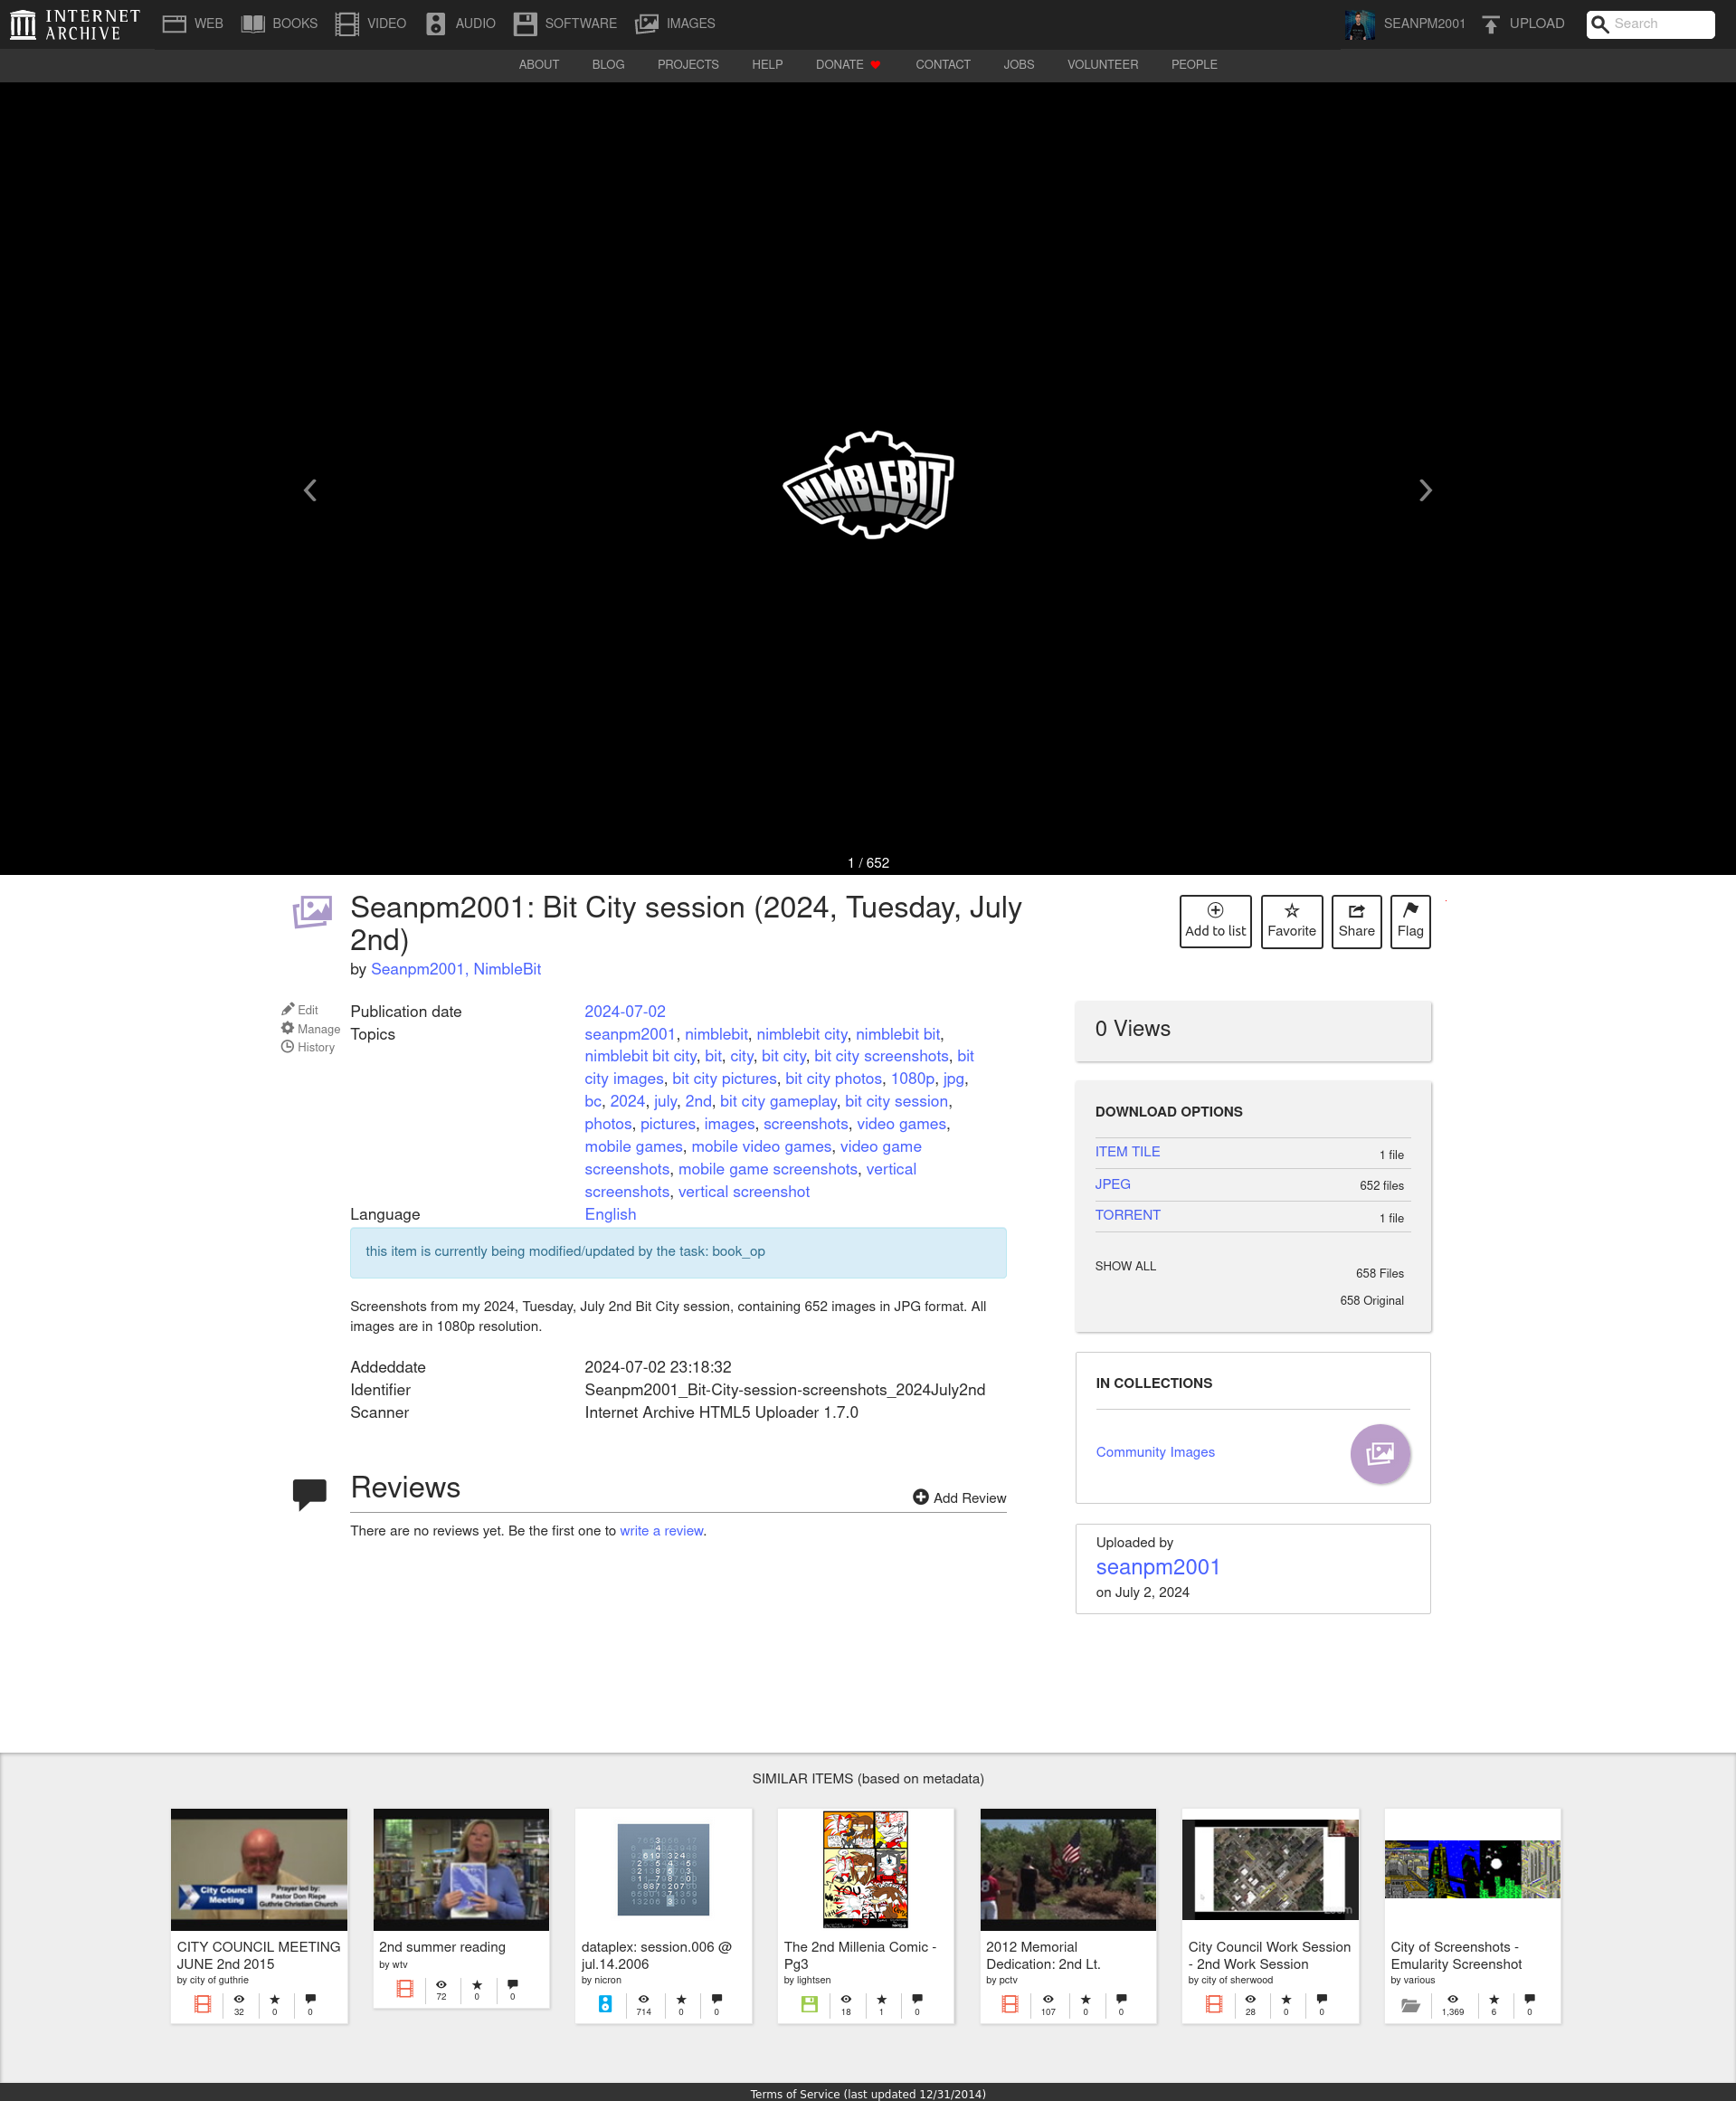 INTERNET
ARCHIVE
WEB BOOKS VIDEO AUDIO SOFTWARE IMAGES SEANPM2001 UPLOAD Search
ABOUT BLOG PROJECTS HELP DONATE CONTACT JOBS VOLUNTEER PEOPLE
NIMBLEBIT
1 / 652
Seanpm2001: Bit City session (2024, Tuesday, July
2nd)
by Seanpm2001, NimbleBit
Add to list Favorite Share Flag
Edit
Manage
History
Publication date 2024-07-02
Topics seanpm2001, nimblebit, nimblebit city, nimblebit bit,
nimblebit bit city, bit, city, bit city, bit city screenshots, bit
city images, bit city pictures, bit city photos, 1080p, jpg,
bc, 2024, july, 2nd, bit city gameplay, bit city session,
photos, pictures, images, screenshots, video games,
mobile games, mobile video games, video game
screenshots, mobile game screenshots, vertical
screenshots, vertical screenshot
Language English
this item is currently being modified/updated by the task: book_op
Screenshots from my 2024, Tuesday, July 2nd Bit City session, containing 652 images in JPG format. All
images are in 1080p resolution.
Addeddate 2024-07-02 23:18:32
Identifier Seanpm2001_Bit-City-session-screenshots_2024July2nd
Scanner Internet Archive HTML5 Uploader 1.7.0
Reviews
Add Review
There are no reviews yet. Be the first one to write a review.
0 Views
DOWNLOAD OPTIONS
ITEM TILE 1 file
JPEG 652 files
TORRENT 1 file
SHOW ALL 658 Files
658 Original
IN COLLECTIONS
Community Images
Uploaded by
seanpm2001
on July 2, 2024
SIMILAR ITEMS (based on metadata)
City Council
Meeting
Prayer led by:
Pastor Don Riepe
Guthrie Christian Church
CITY COUNCIL MEETING
JUNE 2nd 2015
by city of guthrie
32 0 0
2nd summer reading
by wtv
72 0 0
dataplex: session.006 @
jul.14.2006
by nicron
714 0 0
YOU
The 2nd Millenia Comic -
Pg3
by lightsen
18 1 0
2012 Memorial
Dedication: 2nd Lt.
by pctv
107 0 0
zoom
City Council Work Session
- 2nd Work Session
by city of sherwood
28 0 0
City of Screenshots -
Emularity Screenshot
by various
1,369 6 0
Terms of Service (last updated 12/31/2014)